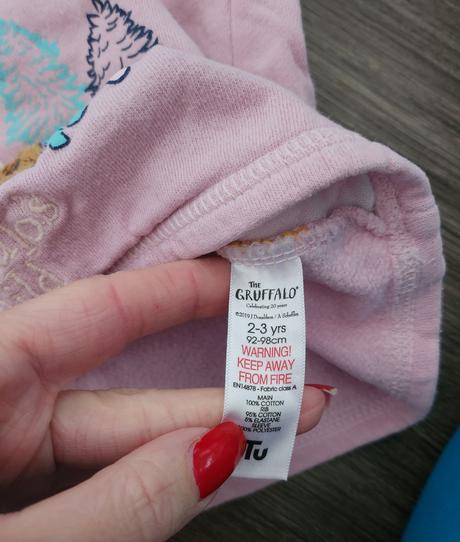 THE
GRUFFALO®
Celebrating 20 years
©2019 J Donaldson / A Scheffler
2-3 yrs
92-98cm
WARNING!
KEEP AWAY
FROM FIRE
EN14878 - Fabric class A
MAIN
100% COTTON
RIB
95% COTTON
5% ELASTANE
SLEEVE
100% POLYESTER
Tu